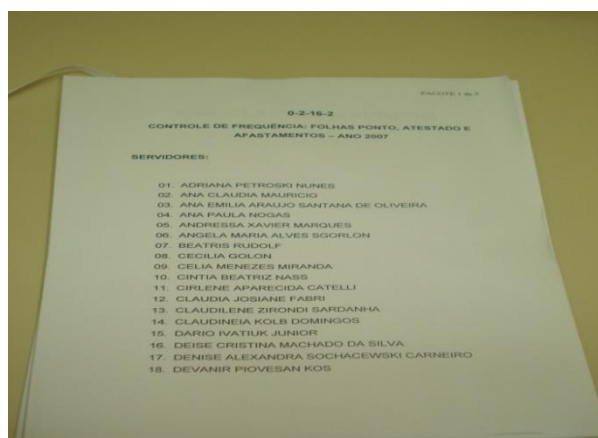 PACOTE 1 de 3
0-2-16-2
CONTROLE DE FREQUÊNCIA: FOLHAS PONTO, ATESTADO E
AFASTAMENTOS – ANO 2007
SERVIDORES:
01. ADRIANA PETROSKI NUNES
02. ANA CLAUDIA MAURICIO
03. ANA EMILIA ARAUJO SANTANA DE OLIVEIRA
04. ANA PAULA NOGAS
05. ANDRESSA XAVIER MARQUES
06. ANGELA MARIA ALVES SGORLON
07. BEATRIS RUDOLF
08. CECILIA GOLON
09. CELIA MENEZES MIRANDA
10. CINTIA BEATRIZ NASS
11. CIRLENE APARECIDA CATELLI
12. CLAUDIA JOSIANE FABRI
13. CLAUDILENE ZIRONDI SARDANHA
14. CLAUDINEIA KOLB DOMINGOS
15. DARIO IVATIUK JUNIOR
16. DEISE CRISTINA MACHADO DA SILVA
17. DENISE ALEXANDRA SOCHACEWSKI CARNEIRO
18. DEVANIR PIOVESAN KOS